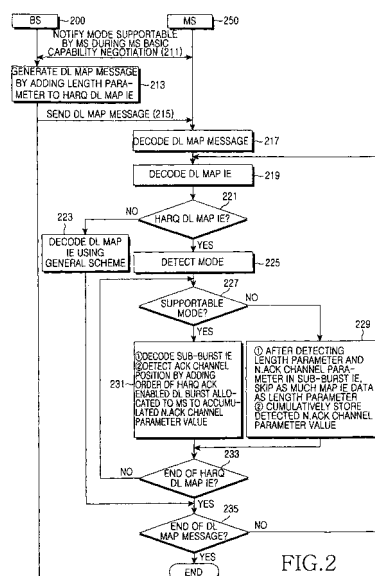 BS
200
MS
250
NOTIFY MODE SUPPORTABLE
BY MS DURING MS BASIC
CAPABILITY NEGOTIATION (211)
GENERATE DL MAP MESSAGE
BY ADDING LENGTH PARA-
METER TO HARQ DL MAP IE
213
SEND DL MAP MESSAGE (215)
DECODE DL MAP MESSAGE
217
DECODE DL MAP IE
219
221
HARQ DL MAP IE?
NO
YES
223
DECODE DL MAP
IE USING
GENERAL SCHEME
DETECT MODE
225
227
SUPPORTABLE
MODE?
NO
YES
229
① DECODE SUB-BURST IE
② DETECT ACK CHANNEL
POSITION BY ADDING
ORDER OF HARQ ACK
ENABLED DL BURST ALLO-
CATED TO MS TO ACCUMU-
LATED N.ACK CHANNEL
PARAMETER VALUE
231
① AFTER DETECTING
LENGTH PARAMETER AND
N.ACK CHANNEL PARA-
METER IN SUB-BURST IE,
SKIP AS MUCH MAP IE DATA
AS LENGTH PARAMETER
② CUMULATIVELY STORE
DETECTED N.ACK CHANNEL
PARAMETER VALUE
233
END OF HARQ
DL MAP IE?
NO
YES
235
END OF DL
MAP MESSAGE?
NO
YES
END
FIG.2